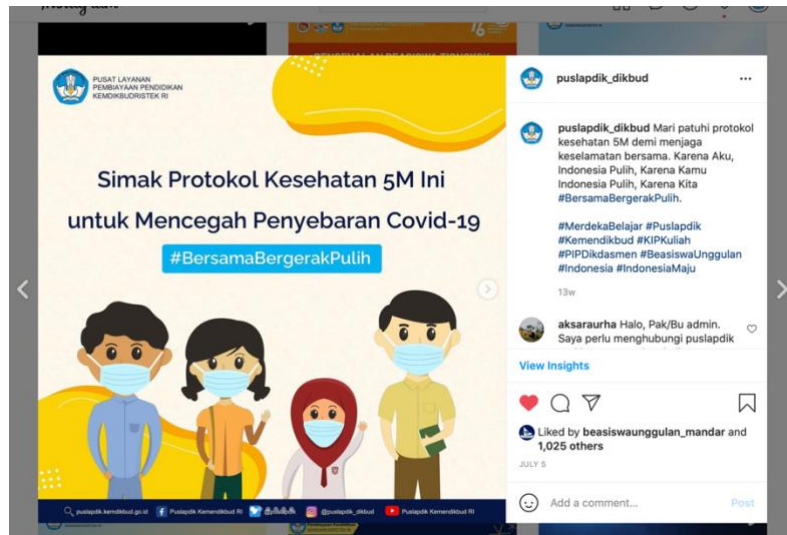 PUSAT LAYANAN
PEMBIAYAAN PENDIDIKAN
KEMDIKBUDRISTEK RI
Simak Protokol Kesehatan 5M Ini
untuk Mencegah Penyebaran Covid-19
#BersamaBergerakPulih
puslapdik.kemdikbud.go.id
Puslapdik Kemendikbud RI
@puslapdik_dikbud
Puslapdik Kemendikbud RI
puslapdik_dikbud
puslapdik_dikbud Mari patuhi protokol
kesehatan 5M demi menjaga
keselamatan bersama. Karena Aku,
Indonesia Pulih, Karena Kamu
Indonesia Pulih, Karena Kita
#BersamaBergerakPulih.
#MerdekaBelajar #Puslapdik
#Kemendikbud #KIPKuliah
#PIPDikdasmen #BeasiswaUnggulan
#Indonesia #IndonesiaMaju
13w
aksaraurha Halo, Pak/Bu admin.
Saya perlu menghubungi puslapdik
View Insights
Liked by beasiswaunggulan_mandar and
1,025 others
JULY 5
Add a comment...
Post